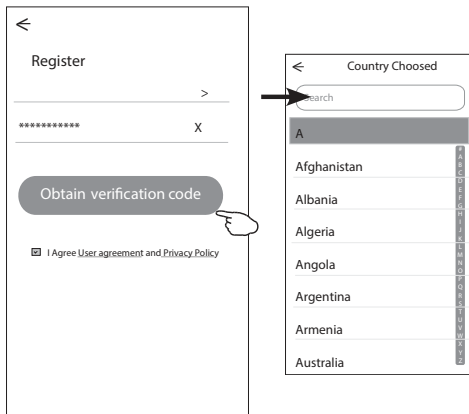 Register
>
*********** X
Obtain verification code
I Agree User agreement and Privacy Policy
Country Choosed
Search
A
Afghanistan
Albania
Algeria
Angola
Argentina
Armenia
Australia
#
A
B
C
D
E
F
G
H
I
J
K
L
M
N
O
P
Q
R
S
T
U
V
W
X
Y
Z